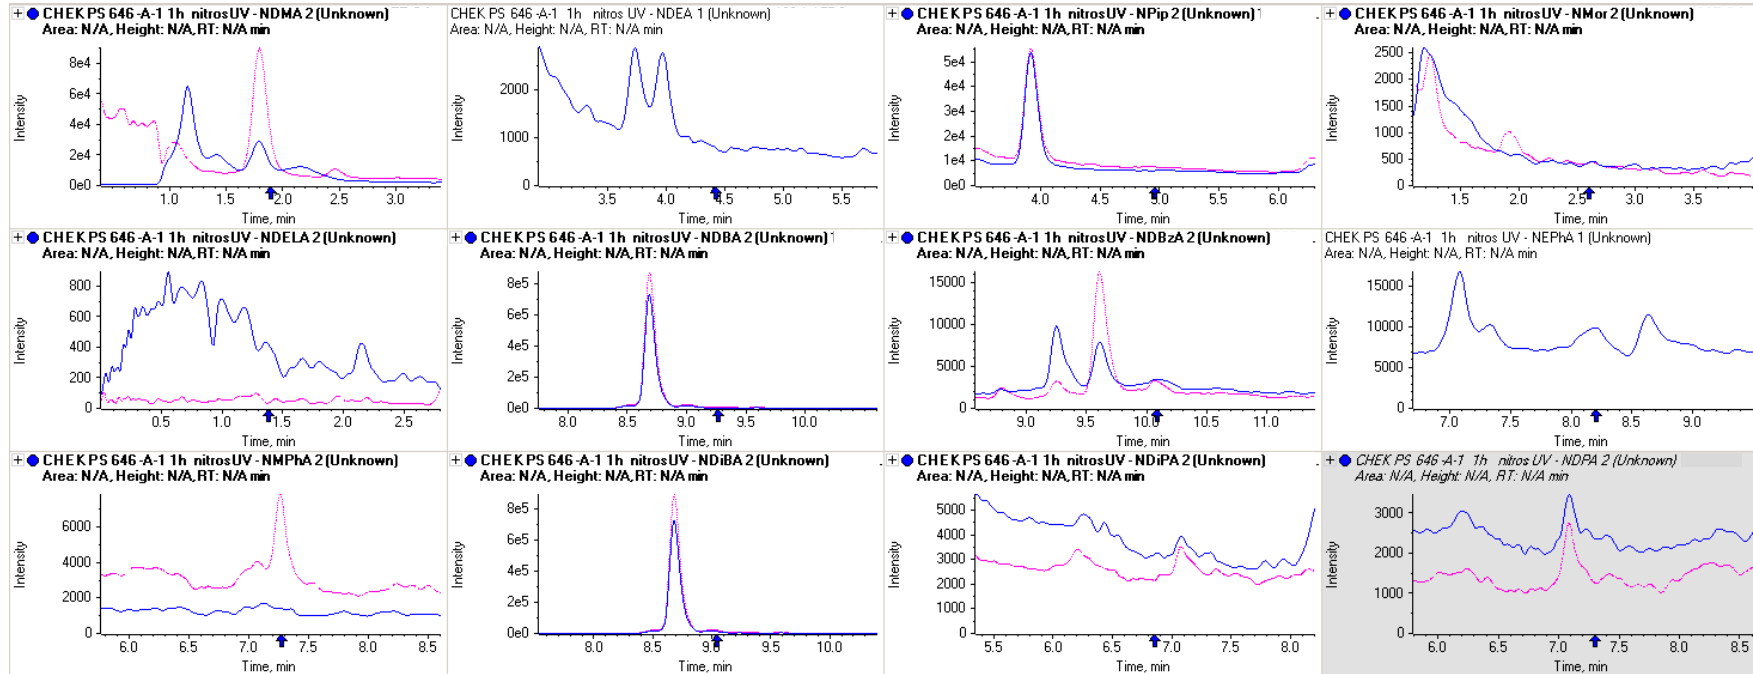 CHEK PS 646-A-1 1h nitrosUV - NDMA 2 (Unknown)
Area: N/A, Height: N/A, RT: N/A min
8e4
6e4
4e4
2e4
0e0
Intensity
1.0 1.5 2.0 2.5 3.0
Time, min
CHEK PS 646-A-1 1h nitros UV - NDEA 1 (Unknown)
Area: N/A, Height: N/A, RT: N/A min
2000
1000
0
Intensity
3.5 4.0 4.5 5.0 5.5
Time, min
CHEK PS 646-A-1 1h nitrosUV - NPip 2 (Unknown)
Area: N/A, Height: N/A, RT: N/A min
5e4
4e4
3e4
2e4
1e4
0e0
Intensity
4.0 4.5 5.0 5.5 6.0
Time, min
CHEK PS 646-A-1 1h nitrosUV - NMor 2 (Unknown)
Area: N/A, Height: N/A, RT: N/A min
2500
2000
1500
1000
500
0
Intensity
1.5 2.0 2.5 3.0 3.5
Time, min
CHEK PS 646-A-1 1h nitrosUV - NDELA 2 (Unknown)
Area: N/A, Height: N/A, RT: N/A min
800
600
400
200
0
Intensity
0.5 1.0 1.5 2.0 2.5
Time, min
CHEK PS 646-A-1 1h nitrosUV - NDBA 2 (Unknown)
Area: N/A, Height: N/A, RT: N/A min
8e5
6e5
4e5
2e5
0e0
Intensity
8.0 8.5 9.0 9.5 10.0
Time, min
CHEK PS 646-A-1 1h nitrosUV - NDBzA 2 (Unknown)
Area: N/A, Height: N/A, RT: N/A min
15000
10000
5000
0
Intensity
9.0 9.5 10.0 10.5 11.0
Time, min
CHEK PS 646-A-1 1h nitros UV - NEPhA 1 (Unknown)
Area: N/A, Height: N/A, RT: N/A min
15000
10000
5000
0
Intensity
7.0 7.5 8.0 8.5 9.0
Time, min
CHEK PS 646-A-1 1h nitrosUV - NMPhA 2 (Unknown)
Area: N/A, Height: N/A, RT: N/A min
6000
4000
2000
0
Intensity
6.0 6.5 7.0 7.5 8.0 8.5
Time, min
CHEK PS 646-A-1 1h nitrosUV - NDiBA 2 (Unknown)
Area: N/A, Height: N/A, RT: N/A min
8e5
6e5
4e5
2e5
0e0
Intensity
8.0 8.5 9.0 9.5 10.0
Time, min
CHEK PS 646-A-1 1h nitrosUV - NDiPA 2 (Unknown)
Area: N/A, Height: N/A, RT: N/A min
5000
4000
3000
2000
1000
0
Intensity
5.5 6.0 6.5 7.0 7.5 8.0
Time, min
CHEK PS 646-A-1 1h nitros UV - NDPA 2 (Unknown)
Area: N/A, Height: N/A, RT: N/A min
3000
2000
1000
0
Intensity
6.0 6.5 7.0 7.5 8.0 8.5
Time, min